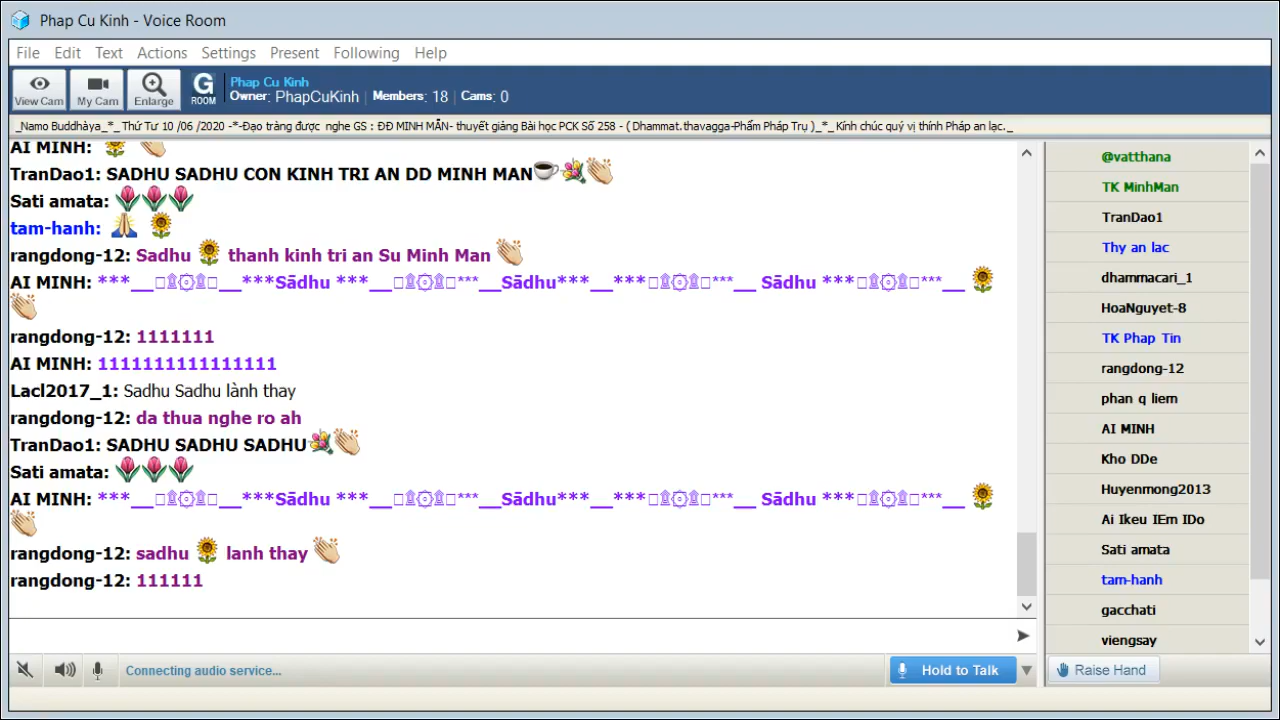 Phap Cu Kinh - Voice Room
File Edit Text Actions Settings Present Following Help
View Cam My Cam Enlarge G ROOM
Phap Cu Kinh
Owner: PhapCuKinh | Members: 18 | Cams: 0
_Namo Buddhàya_*_ Thứ Tư 10 /06 /2020 -*-Đạo tràng được nghe GS : ĐĐ MINH MẪN- thuyết giảng Bài học PCK Số 258 - ( Dhammat.thavagga-Phẩm Pháp Trụ )_*_ Kính chúc quý vị thính Pháp an lạc._
AI MINH: 🌻 👏
TranDao1: SADHU SADHU CON KINH TRI AN DD MINH MAN☕💐👏
Sati amata: 🌷🌷🌷
tam-hanh: 🙏 🌻
rangdong-12: Sadhu 🌻 thanh kinh tri an Su Minh Man 👏
AI MINH: ***__□۩۞۩□__***Sādhu ***__□۩۞۩□***__Sādhu***__***□۩۞۩□***__ Sādhu ***□۩۞۩□***__ 🌻
👏
rangdong-12: 1111111
AI MINH: 1111111111111111
Lacl2017_1: Sadhu Sadhu lành thay
rangdong-12: da thua nghe ro ah
TranDao1: SADHU SADHU SADHU💐👏
Sati amata: 🌷🌷🌷
AI MINH: ***__□۩۞۩□__***Sādhu ***__□۩۞۩□***__Sādhu***__***□۩۞۩□***__ Sādhu ***□۩۞۩□***__ 🌻
👏
rangdong-12: sadhu 🌻 lanh thay 👏
rangdong-12: 111111
@vatthana
TK MinhMan
TranDao1
Thy an lac
dhammacari_1
HoaNguyet-8
TK Phap Tin
rangdong-12
phan q liem
AI MINH
Kho DDe
Huyenmong2013
Ai Ikeu IEm IDo
Sati amata
tam-hanh
gacchati
viengsay
Connecting audio service...
Hold to Talk
Raise Hand